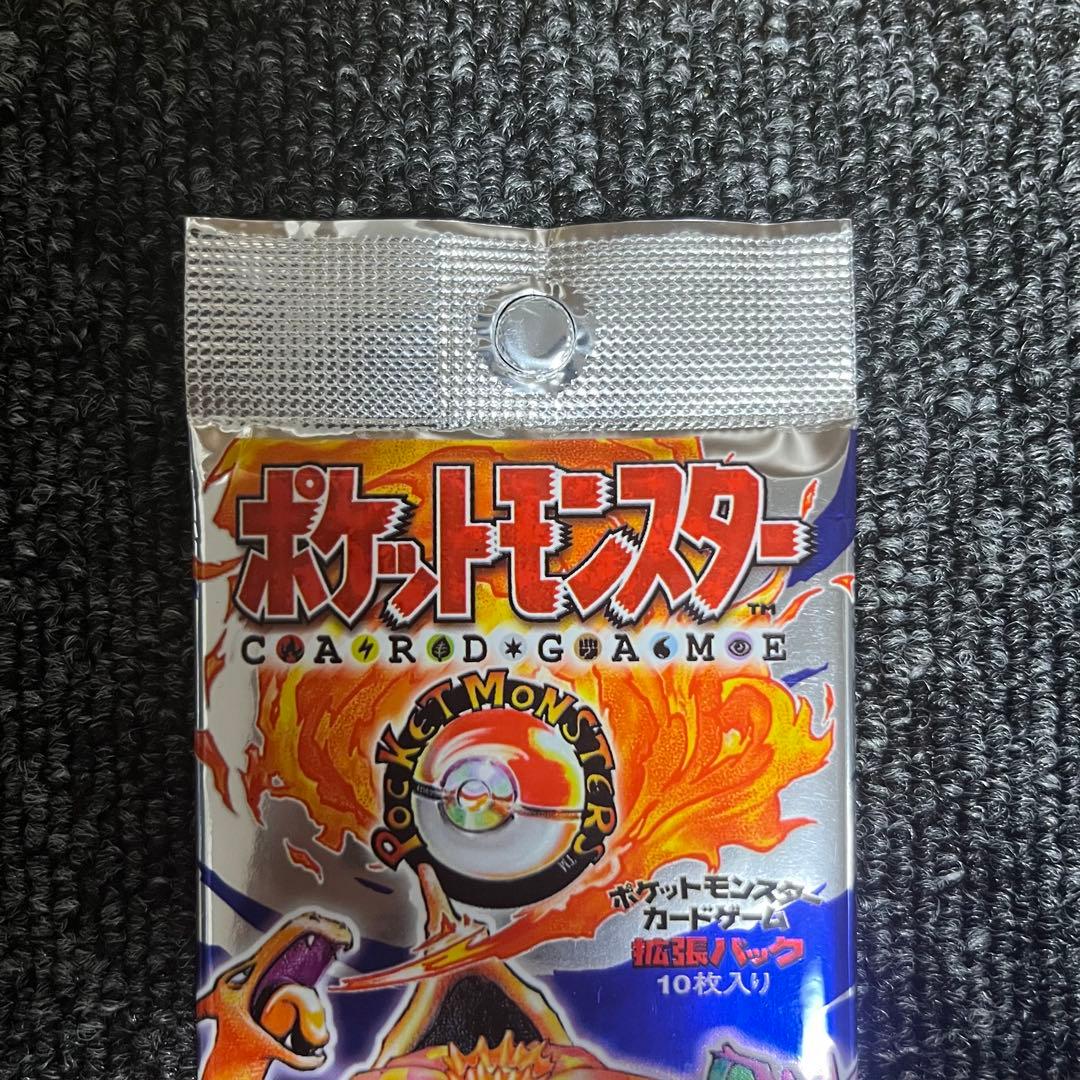 ポケットモンスター™
CARD GAME
POCKET MONSTERS™
ポケットモンスター
カードゲーム
拡張パック
10枚入り